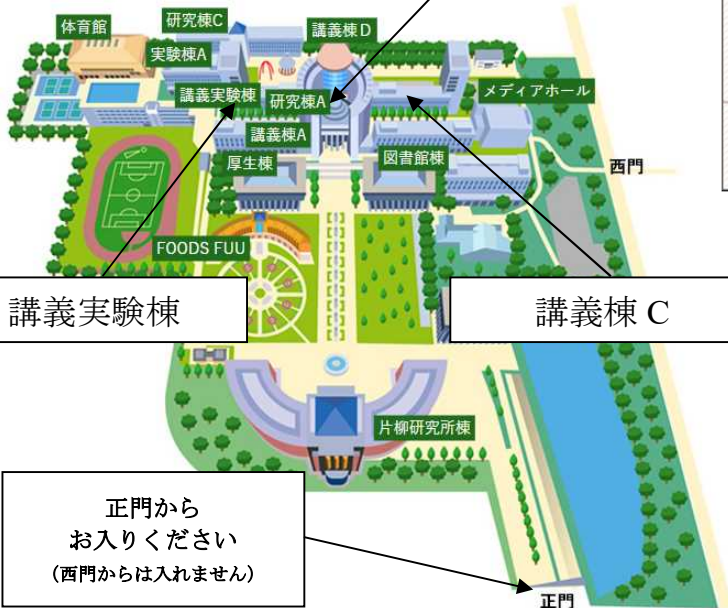 体育館
研究棟C
講義棟D
実験棟A
講義実験棟
研究棟A
メディアホール
講義棟A
厚生棟
図書館棟
西門
FOODS FUU
講義実験棟
講義棟 C
片柳研究所棟
正門から
お入りください
(西門からは入れません)
正門